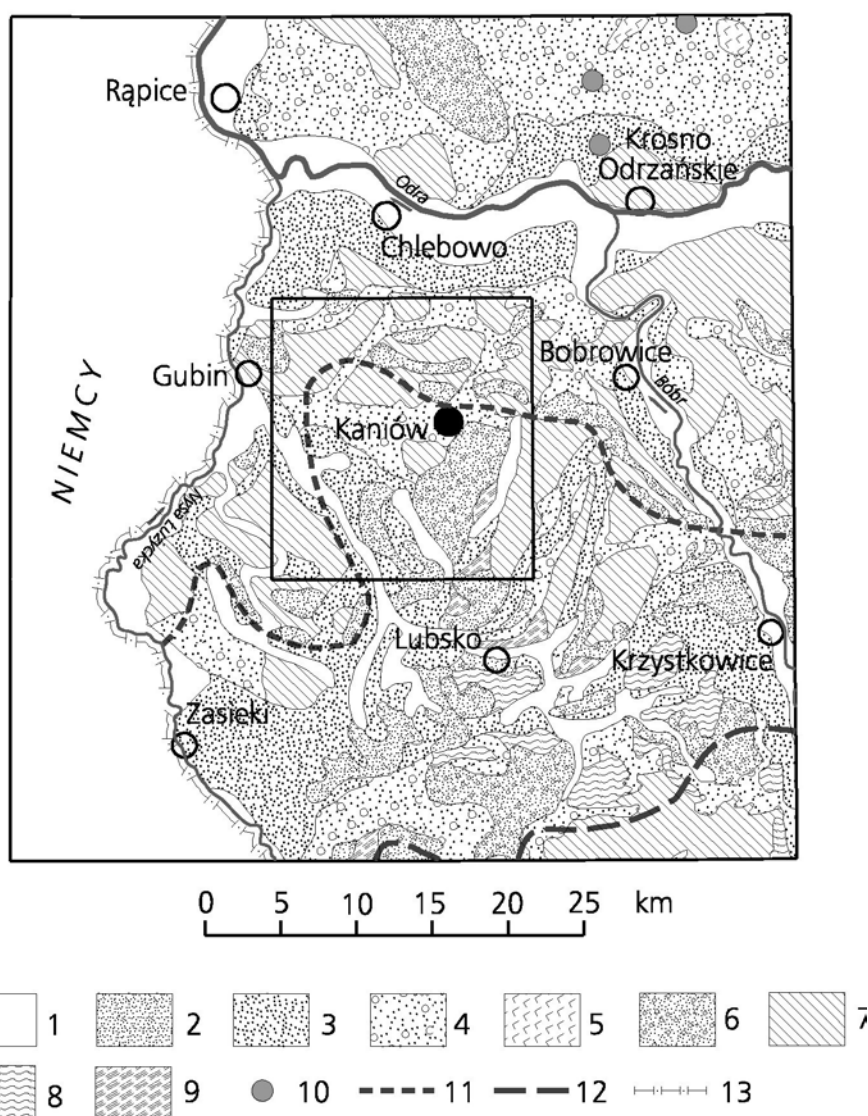 Rąpice
Krosno
Odrzańskie
Odra
Chlebowo
NIEMCY
Gubin
Bobrowice
Bóbr
Kaniów
Nysa Łużycka
Lubsko
Krzystkowice
Zasieki
0 5 10 15 20 25 km
1 2 3 4 5 6 7
8 9 10 11 12 13